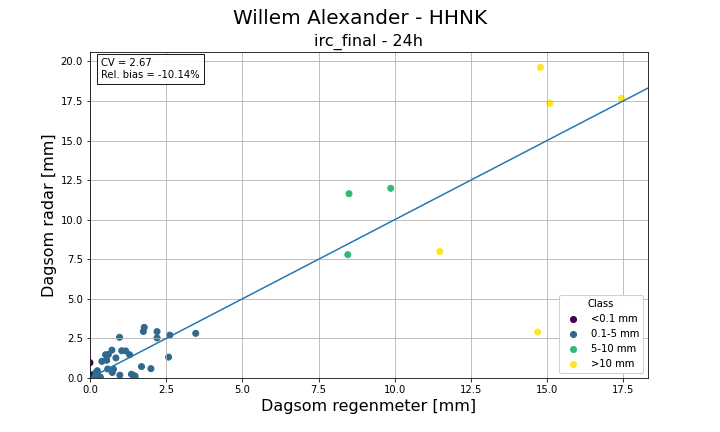 Willem Alexander - HHNK
irc_final - 24h
CV = 2.67
Rel. bias = -10.14%
20.0
17.5
15.0
12.5
10.0
7.5
5.0
2.5
0.0
Dagsom radar [mm]
Class
<0.1 mm
0.1-5 mm
5-10 mm
>10 mm
0.0 2.5 5.0 7.5 10.0 12.5 15.0 17.5
Dagsom regenmeter [mm]